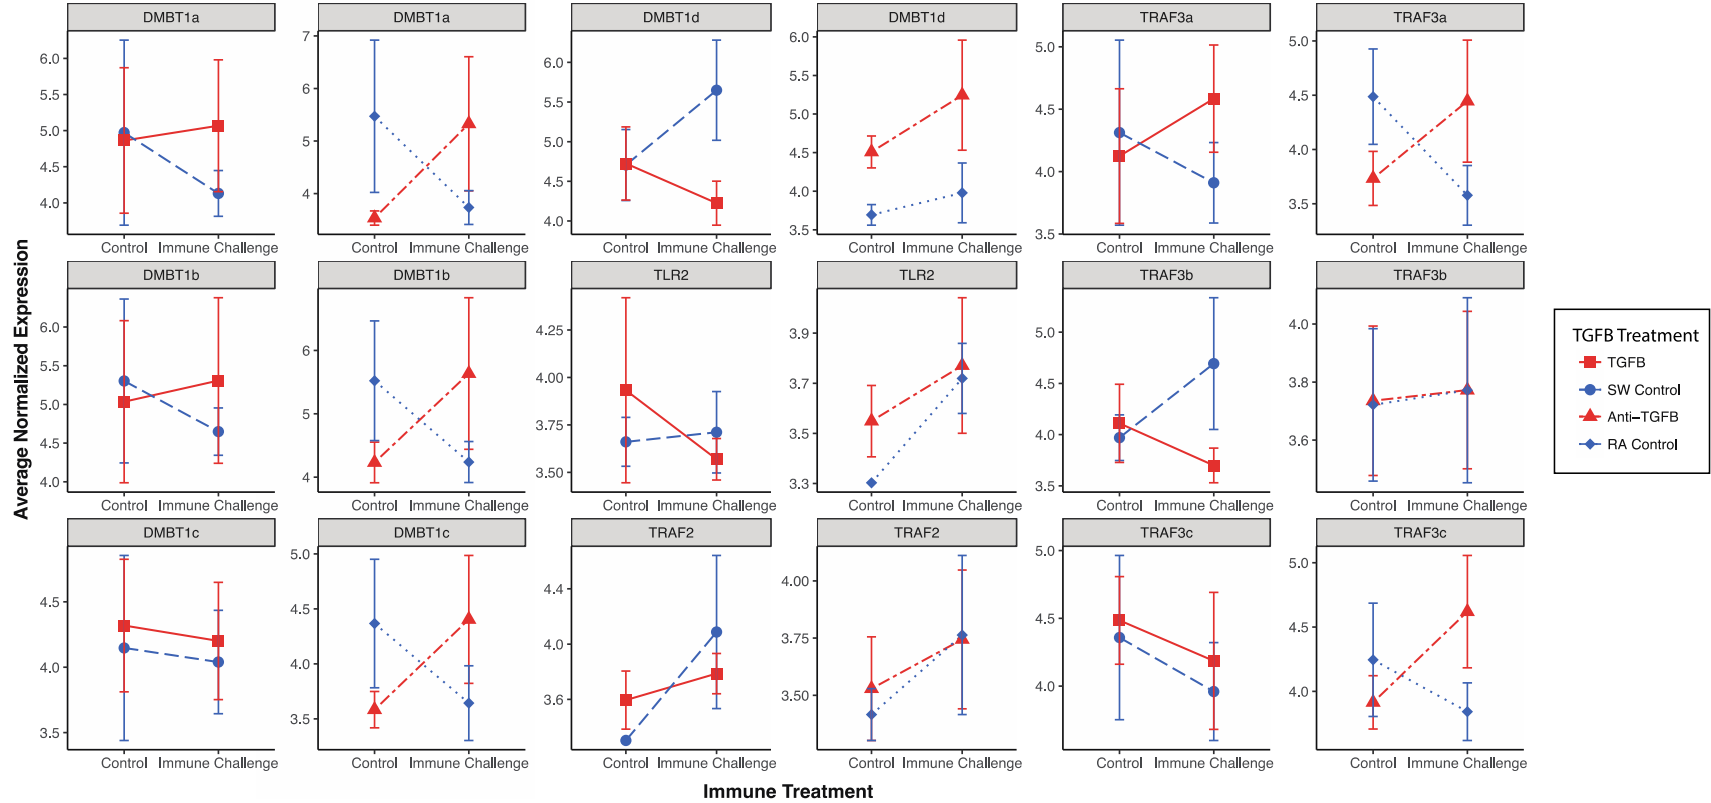 DMBT1a
DMBT1a
DMBT1d
DMBT1d
TRAF3a
TRAF3a
6.0
5.5
5.0
4.5
4.0
7
6
5
4
6.0
5.5
5.0
4.5
4.0
6.0
5.5
5.0
4.5
4.0
3.5
5.0
4.5
4.0
3.5
5.0
4.5
4.0
3.5
Control Immune Challenge
Control Immune Challenge
Control Immune Challenge
Control Immune Challenge
Control Immune Challenge
Control Immune Challenge
Average Normalized Expression
DMBT1b
DMBT1b
TLR2
TLR2
TRAF3b
TRAF3b
6.0
5.5
5.0
4.5
4.0
6
5
4
4.25
4.00
3.75
3.50
3.9
3.7
3.5
3.3
5.0
4.5
4.0
3.5
4.0
3.8
3.6
Control Immune Challenge
Control Immune Challenge
Control Immune Challenge
Control Immune Challenge
Control Immune Challenge
Control Immune Challenge
TGFB Treatment
TGFB
SW Control
Anti−TGFB
RA Control
DMBT1c
DMBT1c
TRAF2
TRAF2
TRAF3c
TRAF3c
4.5
4.0
3.5
5.0
4.5
4.0
3.5
4.4
4.0
3.6
4.00
3.75
3.50
5.0
4.5
4.0
5.0
4.5
4.0
Control Immune Challenge
Control Immune Challenge
Control Immune Challenge
Control Immune Challenge
Control Immune Challenge
Control Immune Challenge
Immune Treatment